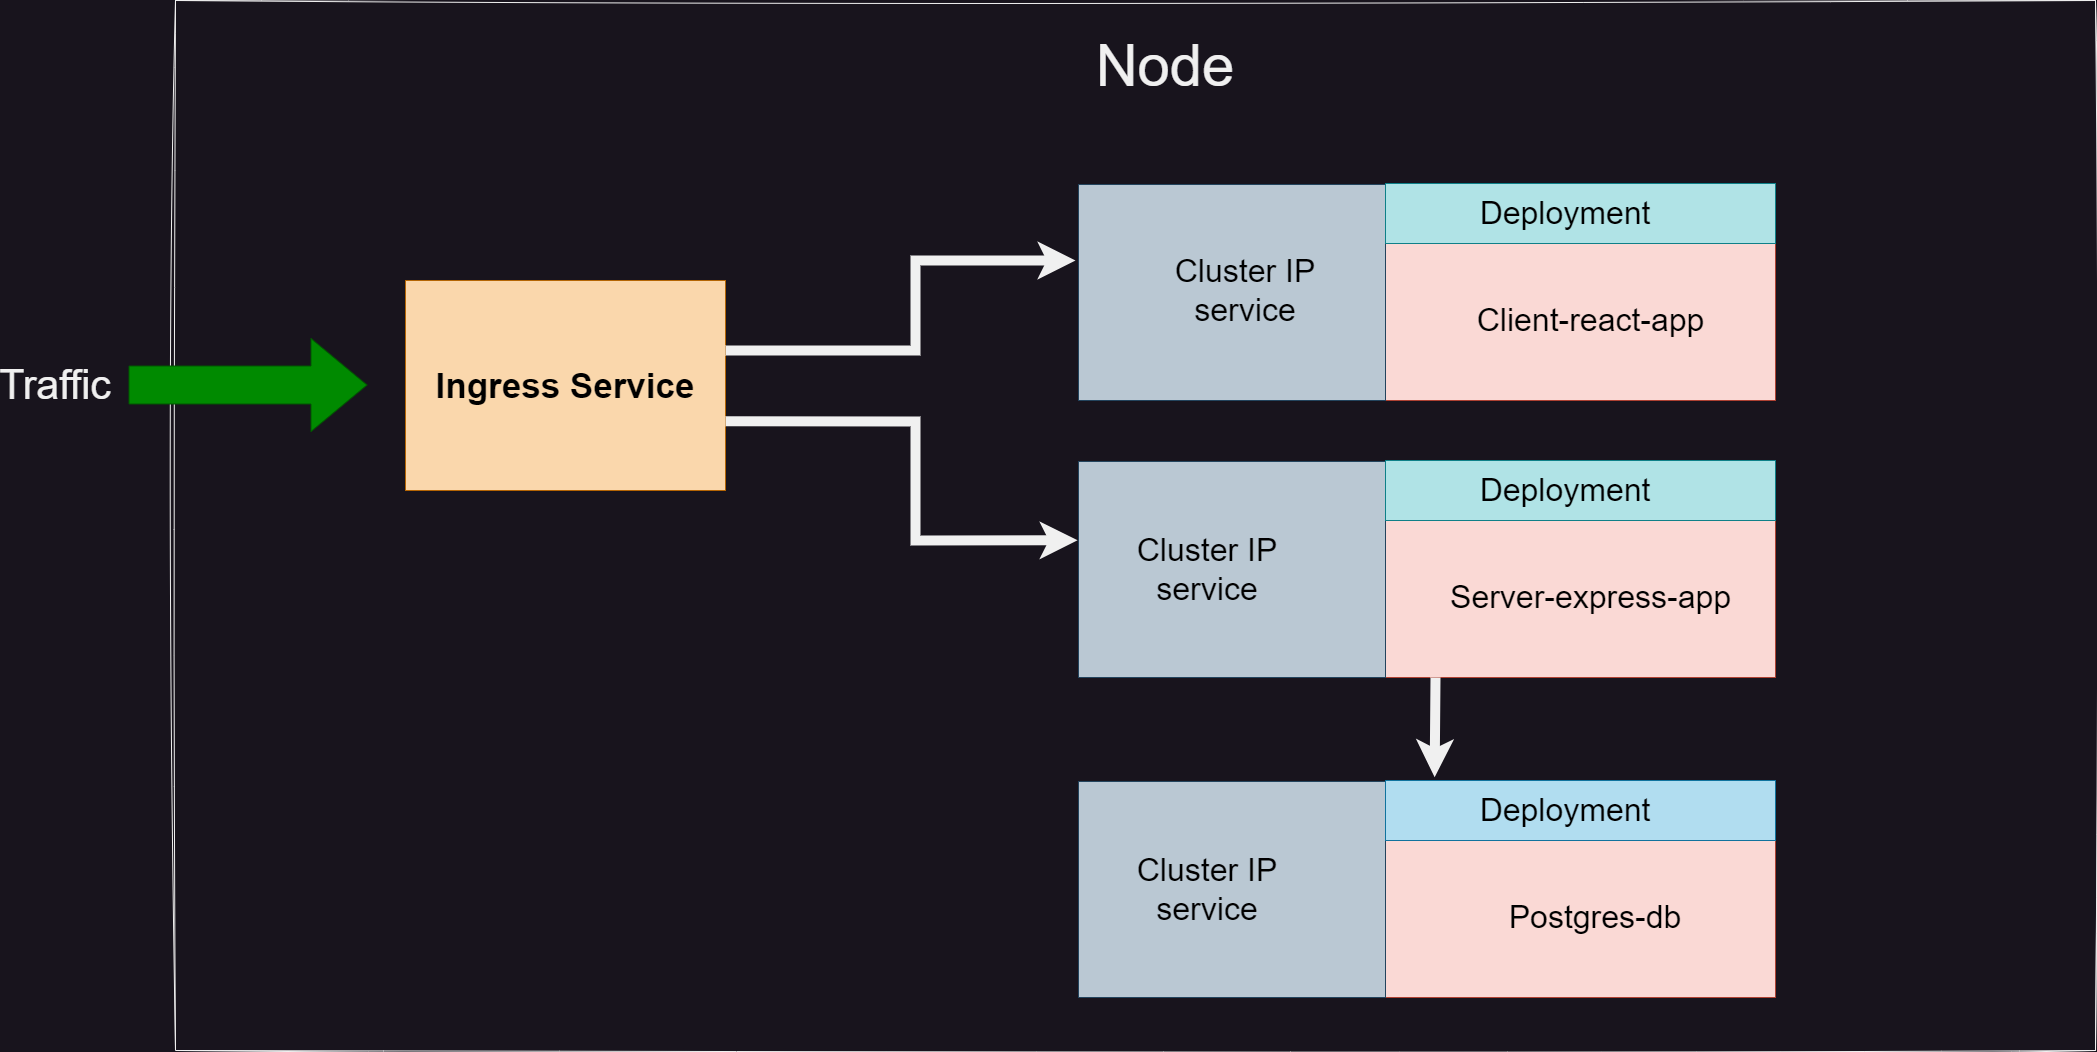 Node
Traffic
Ingress Service
Cluster IP
service
Deployment
Client-react-app
Cluster IP
service
Deployment
Server-express-app
Cluster IP
service
Deployment
Postgres-db